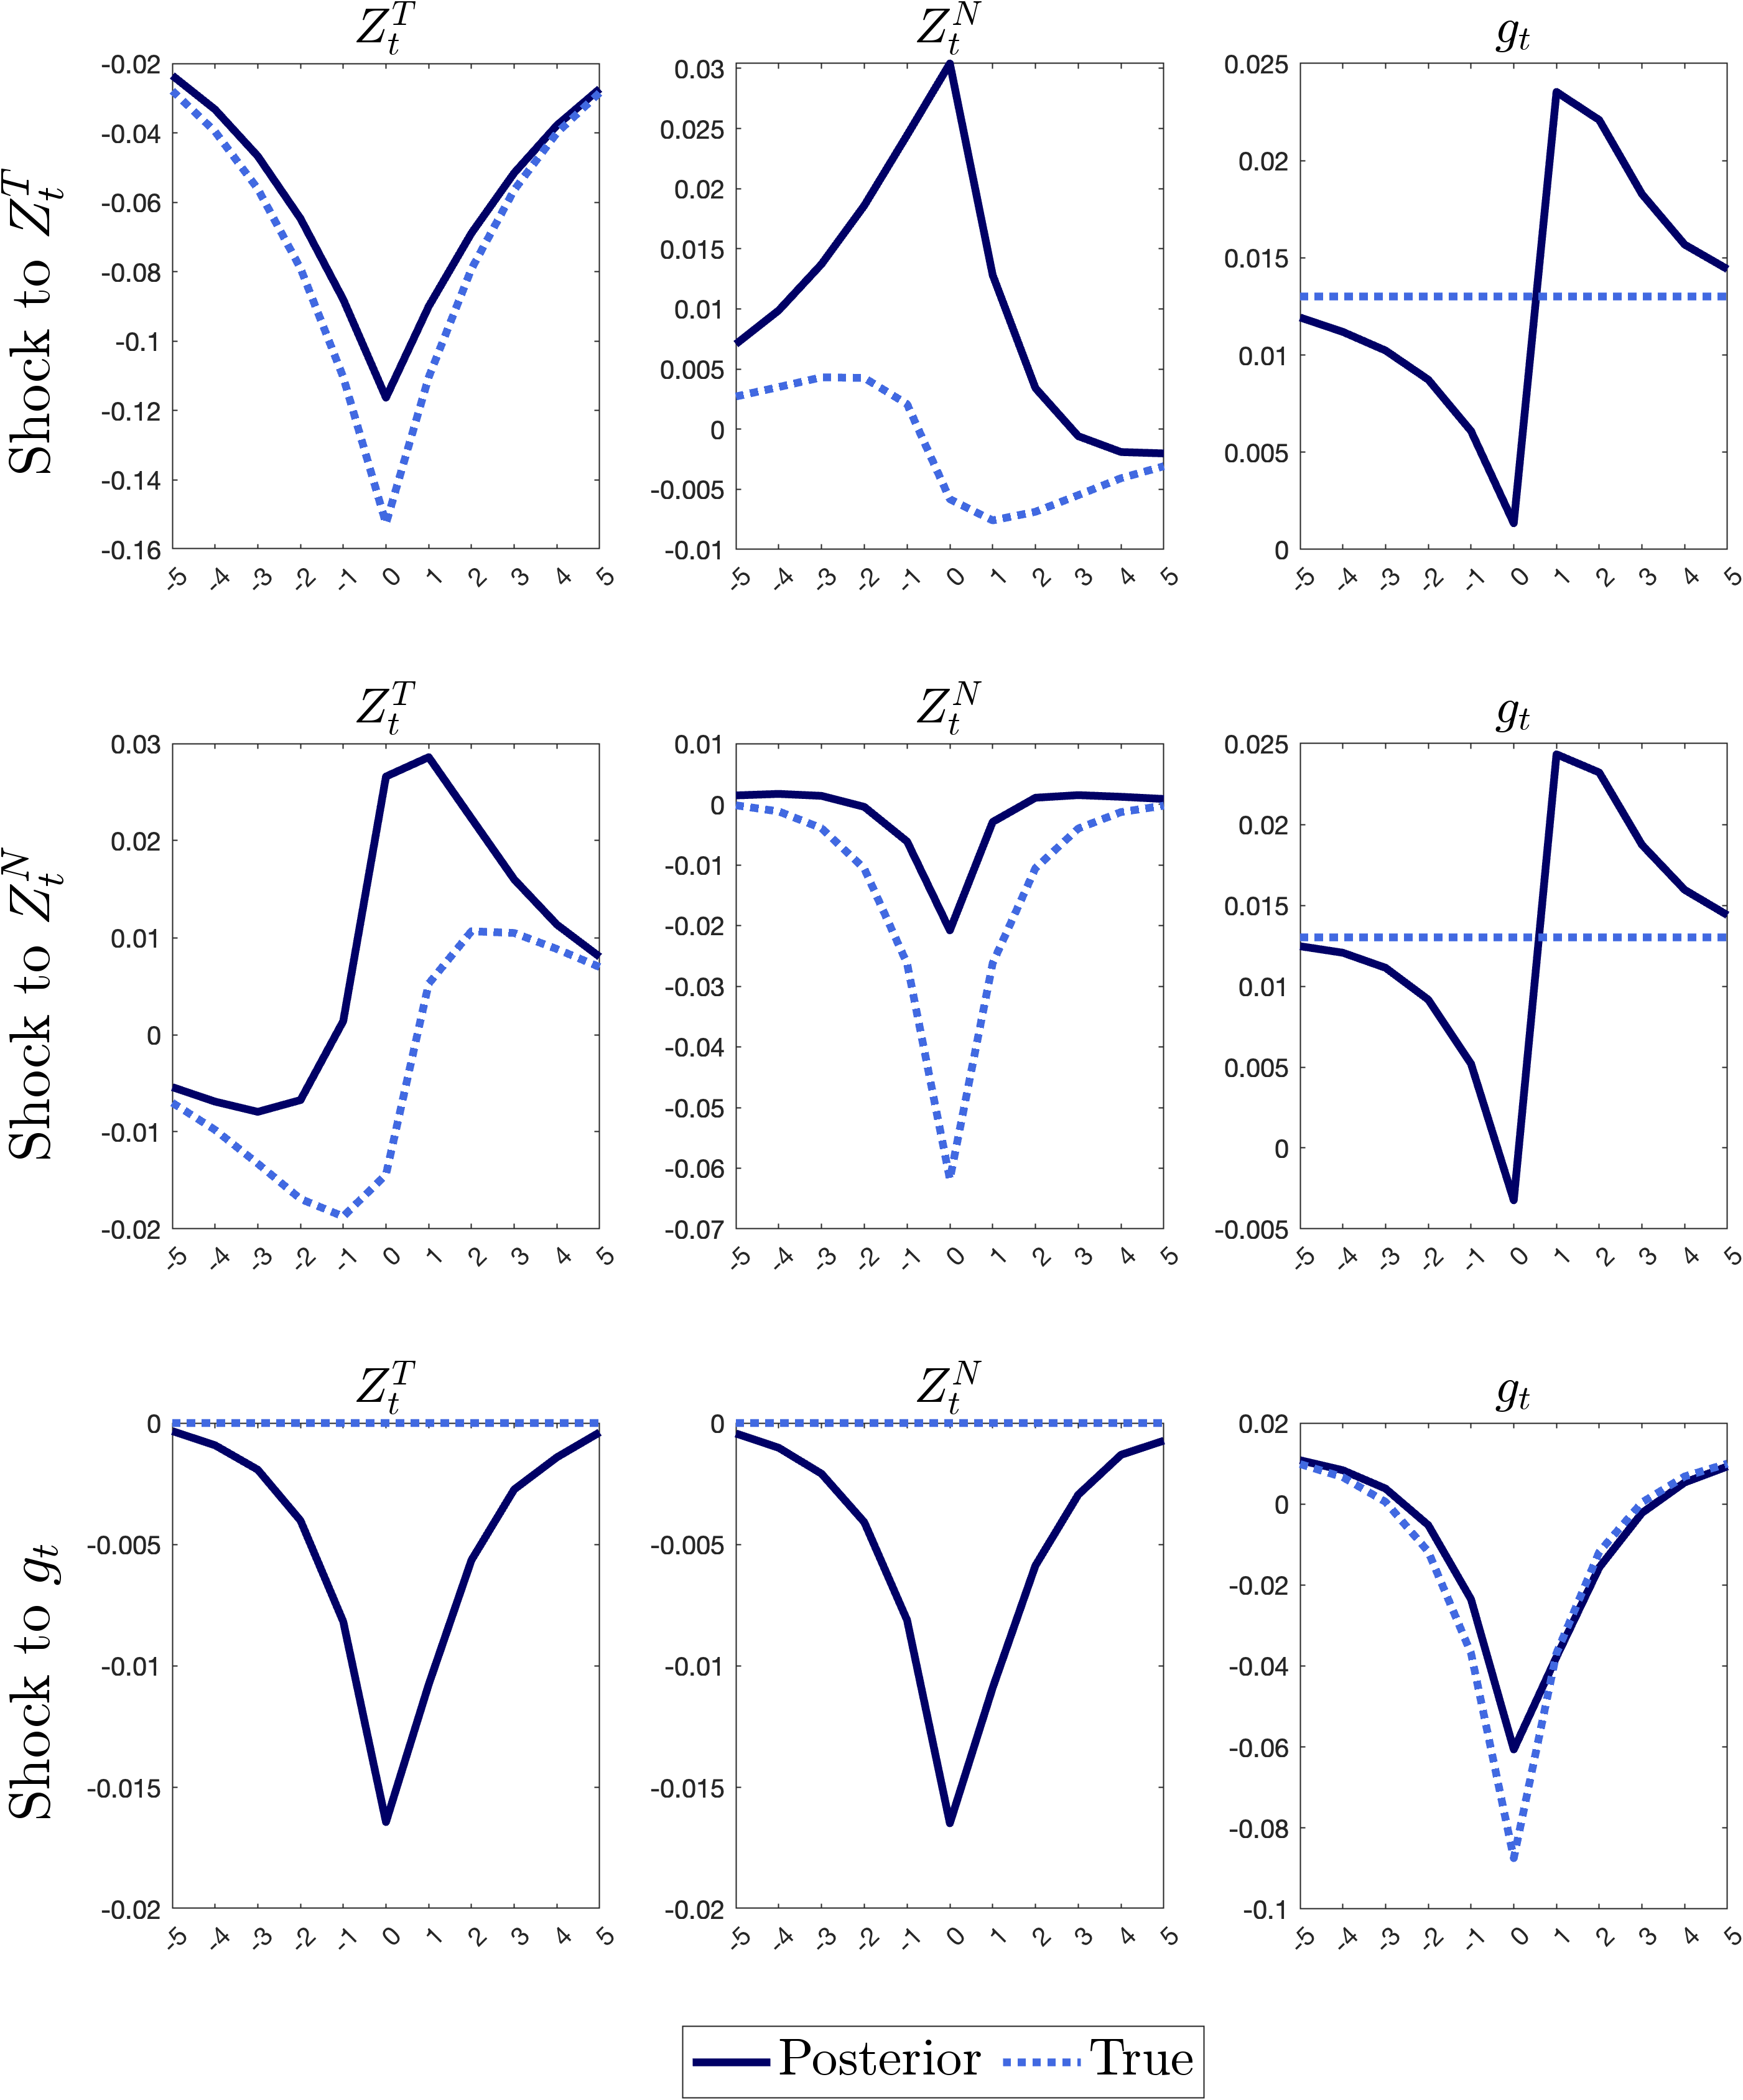 Z_t^T Z_t^N g_t
Shock to Z_t^T
-0.02 -0.04 -0.06 -0.08 -0.1 -0.12 -0.14 -0.16
-5 -4 -3 -2 -1 0 1 2 3 4 5
0.03 0.025 0.02 0.015 0.01 0.005 0 -0.005 -0.01
-5 -4 -3 -2 -1 0 1 2 3 4 5
0.025 0.02 0.015 0.01 0.005 0
-5 -4 -3 -2 -1 0 1 2 3 4 5
Z_t^T Z_t^N g_t
Shock to Z_t^N
0.03 0.02 0.01 0 -0.01 -0.02
-5 -4 -3 -2 -1 0 1 2 3 4 5
0.01 0 -0.01 -0.02 -0.03 -0.04 -0.05 -0.06 -0.07
-5 -4 -3 -2 -1 0 1 2 3 4 5
0.025 0.02 0.015 0.01 0.005 0 -0.005
-5 -4 -3 -2 -1 0 1 2 3 4 5
Z_t^T Z_t^N g_t
Shock to g_t
0 -0.005 -0.01 -0.015 -0.02
-5 -4 -3 -2 -1 0 1 2 3 4 5
0 -0.005 -0.01 -0.015 -0.02
-5 -4 -3 -2 -1 0 1 2 3 4 5
0.02 0 -0.02 -0.04 -0.06 -0.08 -0.1
-5 -4 -3 -2 -1 0 1 2 3 4 5
Posterior True